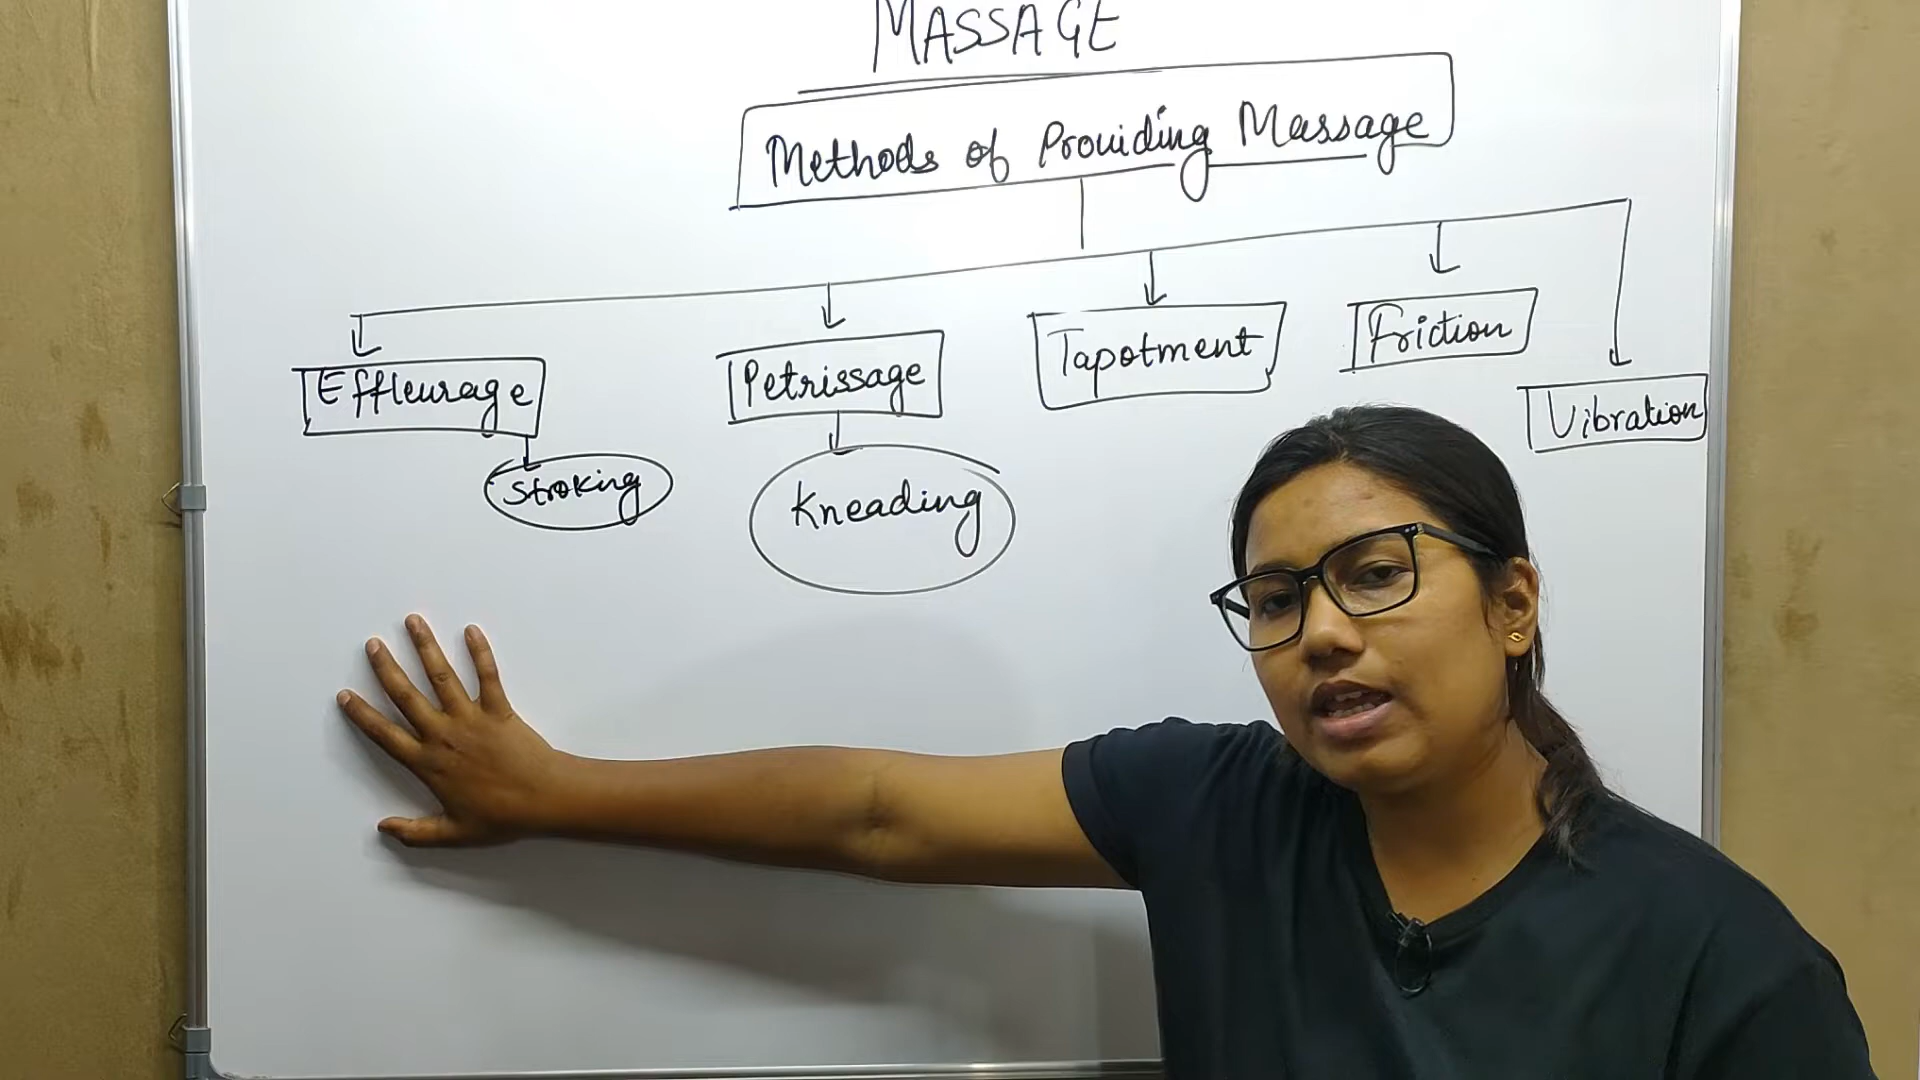 MASSAGE
Methods of Providing Massage
Effleurage
Petrissage
Tapotment
Friction
Vibration
Stroking
Kneading